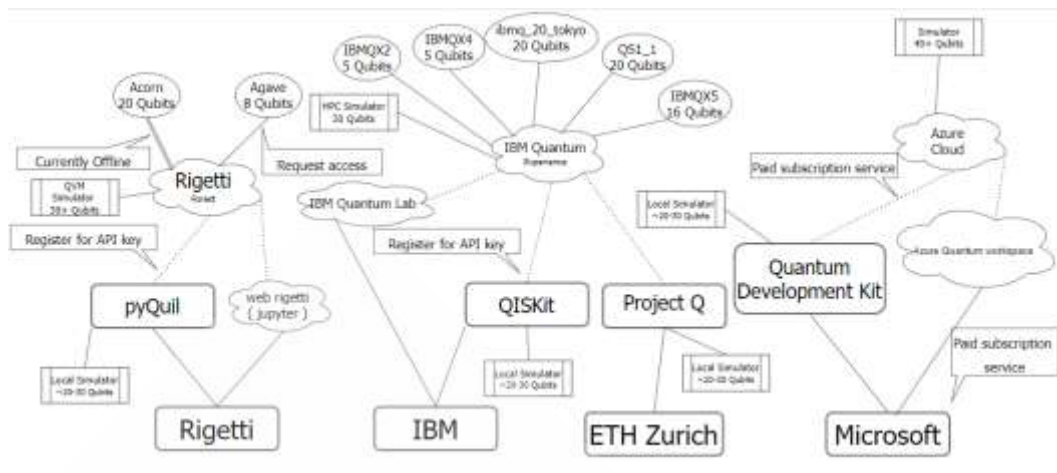 IBMQX2
5 Qubits
IBMQX4
5 Qubits
ibmq_20_tokyo
20 Qubits
QS1_1
20 Qubits
IBMQX5
16 Qubits
Simulator
40+ Qubits
Acorn
20 Qubits
Agave
8 Qubits
HPC Simulator
30 Qubits
IBM Quantum
Experience
Azure
Cloud
Currently Offline
Request access
Paid subscription service
Rigetti
Forest
QVM
Simulator
30+ Qubits
IBM Quantum Lab
Local Simulator
~20-30 Qubits
Register for API key
Register for API key
Azure Quantum workspace
pyQuil
web rigetti
( jupyter )
QISKit
Project Q
Quantum
Development Kit
Local Simulator
~20-30 Qubits
Local Simulator
~20-30 Qubits
Local Simulator
~20-30 Qubits
Paid subscription
service
Rigetti
IBM
ETH Zurich
Microsoft